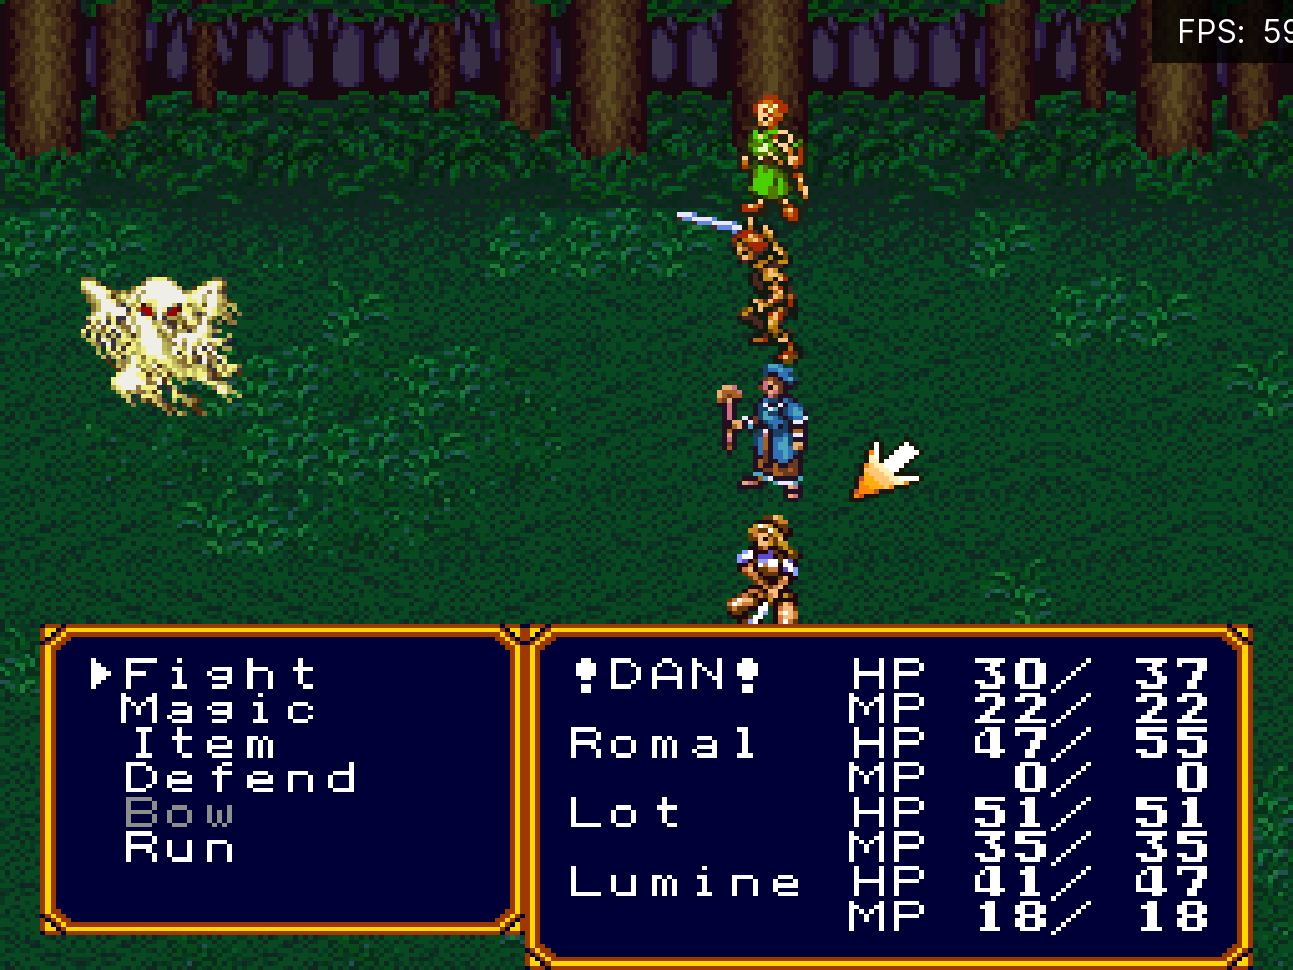 FPS: 59
Fight
Magic
Item
Defend
Bow
Run
!DAN! HP 30/ 37
MP 22/ 22
Romal HP 47/ 55
MP 0/ 0
Lot HP 51/ 51
MP 35/ 35
Lumine HP 41/ 47
MP 18/ 18